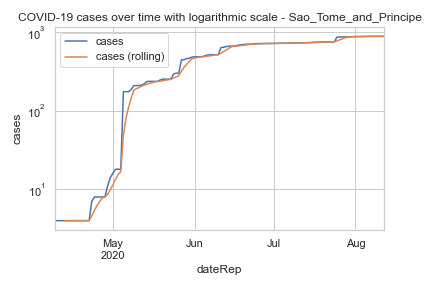 COVID-19 cases over time with logarithmic scale - Sao_Tome_and_Principe
cases
cases (rolling)
10³
10²
10¹
cases
May
2020
Jun
Jul
Aug
dateRep